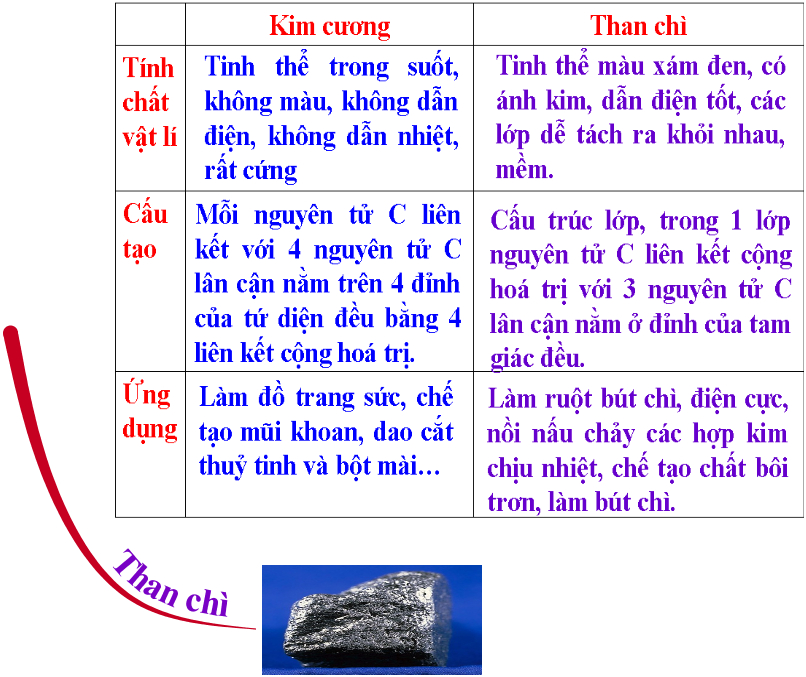 Kim cương
Than chì
Tính
chất
vật lí
Tinh thể trong suốt,
không màu, không dẫn
điện, không dẫn nhiệt,
rất cứng
Tinh thể màu xám đen, có
ánh kim, dẫn điện tốt, các
lớp dễ tách ra khỏi nhau,
mềm.
Cấu
tạo
Mỗi nguyên tử C liên
kết với 4 nguyên tử C
lân cận nằm trên 4 đỉnh
của tứ diện đều bằng 4
liên kết cộng hoá trị.
Cấu trúc lớp, trong 1 lớp
nguyên tử C liên kết cộng
hoá trị với 3 nguyên tử C
lân cận nằm ở đỉnh của tam
giác đều.
Ứng
dụng
Làm đồ trang sức, chế
tạo mũi khoan, dao cắt
thuỷ tinh và bột mài…
Làm ruột bút chì, điện cực,
nồi nấu chảy các hợp kim
chịu nhiệt, chế tạo chất bôi
trơn, làm bút chì.
Than chì